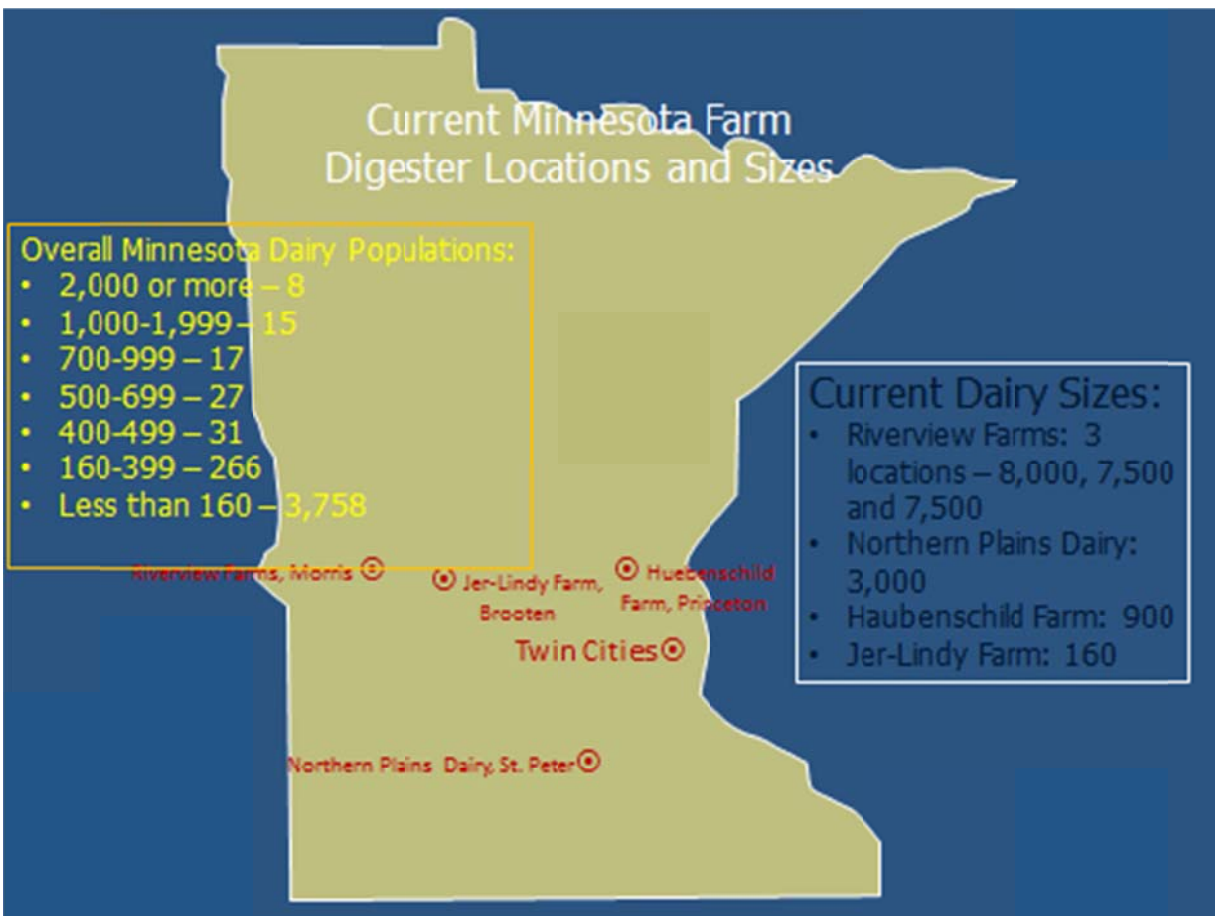 Current Minnesota Farm
Digester Locations and Sizes
Overall Minnesota Dairy Populations:
• 2,000 or more – 8
• 1,000-1,999 – 15
• 700-999 – 17
• 500-699 – 27
• 400-499 – 31
• 160-399 – 266
• Less than 160 – 3,758
Current Dairy Sizes:
• Riverview Farms: 3
locations – 8,000, 7,500
and 7,500
• Northern Plains Dairy:
3,000
• Haubenschild Farm: 900
• Jer-Lindy Farm: 160
Riverview Farms, Morris
Jer-Lindy Farm,
Brooten
Huebenschild
Farm, Princeton
Twin Cities
Northern Plains Dairy, St. Peter